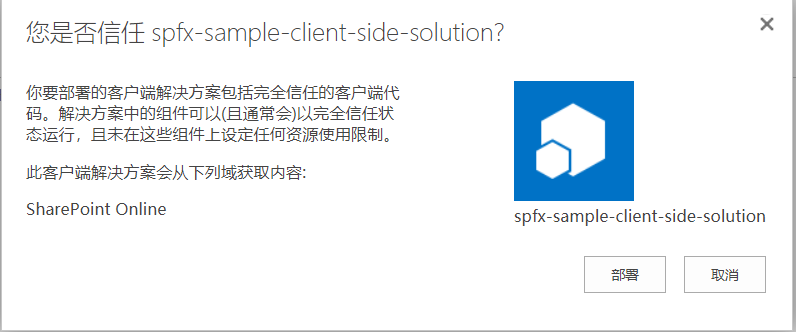 您是否信任 spfx-sample-client-side-solution?
你要部署的客户端解决方案包括完全信任的客户端代
码。解决方案中的组件可以(且通常会)以完全信任状
态运行，且未在这些组件上设定任何资源使用限制。
此客户端解决方案会从下列域获取内容:
SharePoint Online
spfx-sample-client-side-solution
部署
取消